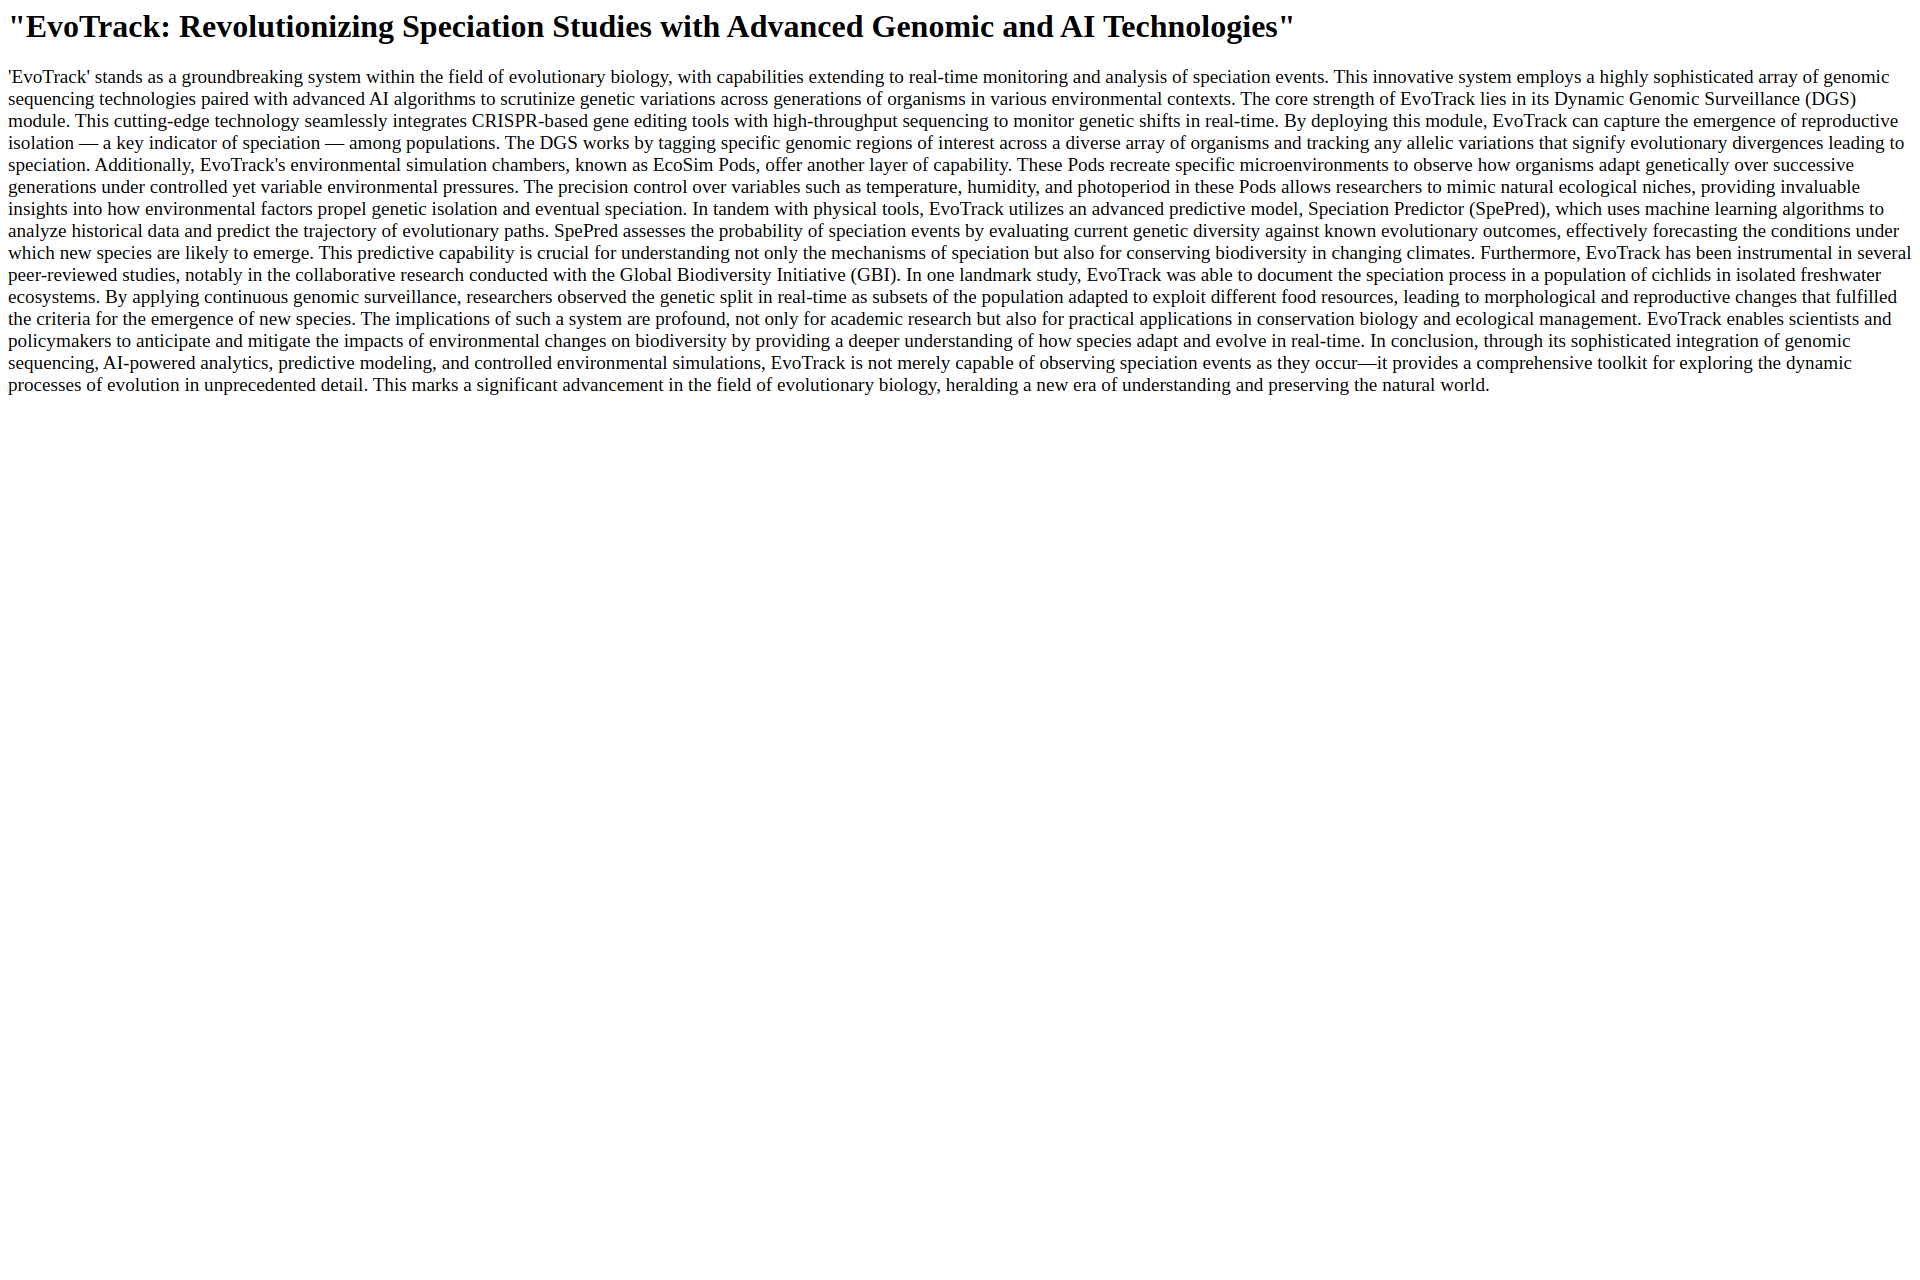 "EvoTrack: Revolutionizing Speciation Studies with Advanced Genomic and AI Technologies"
'EvoTrack' stands as a groundbreaking system within the field of evolutionary biology, with capabilities extending to real-time monitoring and analysis of speciation events. This innovative system employs a highly sophisticated array of genomic
sequencing technologies paired with advanced AI algorithms to scrutinize genetic variations across generations of organisms in various environmental contexts. The core strength of EvoTrack lies in its Dynamic Genomic Surveillance (DGS)
module. This cutting-edge technology seamlessly integrates CRISPR-based gene editing tools with high-throughput sequencing to monitor genetic shifts in real-time. By deploying this module, EvoTrack can capture the emergence of reproductive
isolation — a key indicator of speciation — among populations. The DGS works by tagging specific genomic regions of interest across a diverse array of organisms and tracking any allelic variations that signify evolutionary divergences leading to
speciation. Additionally, EvoTrack's environmental simulation chambers, known as EcoSim Pods, offer another layer of capability. These Pods recreate specific microenvironments to observe how organisms adapt genetically over successive
generations under controlled yet variable environmental pressures. The precision control over variables such as temperature, humidity, and photoperiod in these Pods allows researchers to mimic natural ecological niches, providing invaluable
insights into how environmental factors propel genetic isolation and eventual speciation. In tandem with physical tools, EvoTrack utilizes an advanced predictive model, Speciation Predictor (SpePred), which uses machine learning algorithms to
analyze historical data and predict the trajectory of evolutionary paths. SpePred assesses the probability of speciation events by evaluating current genetic diversity against known evolutionary outcomes, effectively forecasting the conditions under
which new species are likely to emerge. This predictive capability is crucial for understanding not only the mechanisms of speciation but also for conserving biodiversity in changing climates. Furthermore, EvoTrack has been instrumental in several
peer-reviewed studies, notably in the collaborative research conducted with the Global Biodiversity Initiative (GBI). In one landmark study, EvoTrack was able to document the speciation process in a population of cichlids in isolated freshwater
ecosystems. By applying continuous genomic surveillance, researchers observed the genetic split in real-time as subsets of the population adapted to exploit different food resources, leading to morphological and reproductive changes that fulfilled
the criteria for the emergence of new species. The implications of such a system are profound, not only for academic research but also for practical applications in conservation biology and ecological management. EvoTrack enables scientists and
policymakers to anticipate and mitigate the impacts of environmental changes on biodiversity by providing a deeper understanding of how species adapt and evolve in real-time. In conclusion, through its sophisticated integration of genomic
sequencing, AI-powered analytics, predictive modeling, and controlled environmental simulations, EvoTrack is not merely capable of observing speciation events as they occur—it provides a comprehensive toolkit for exploring the dynamic
processes of evolution in unprecedented detail. This marks a significant advancement in the field of evolutionary biology, heralding a new era of understanding and preserving the natural world.